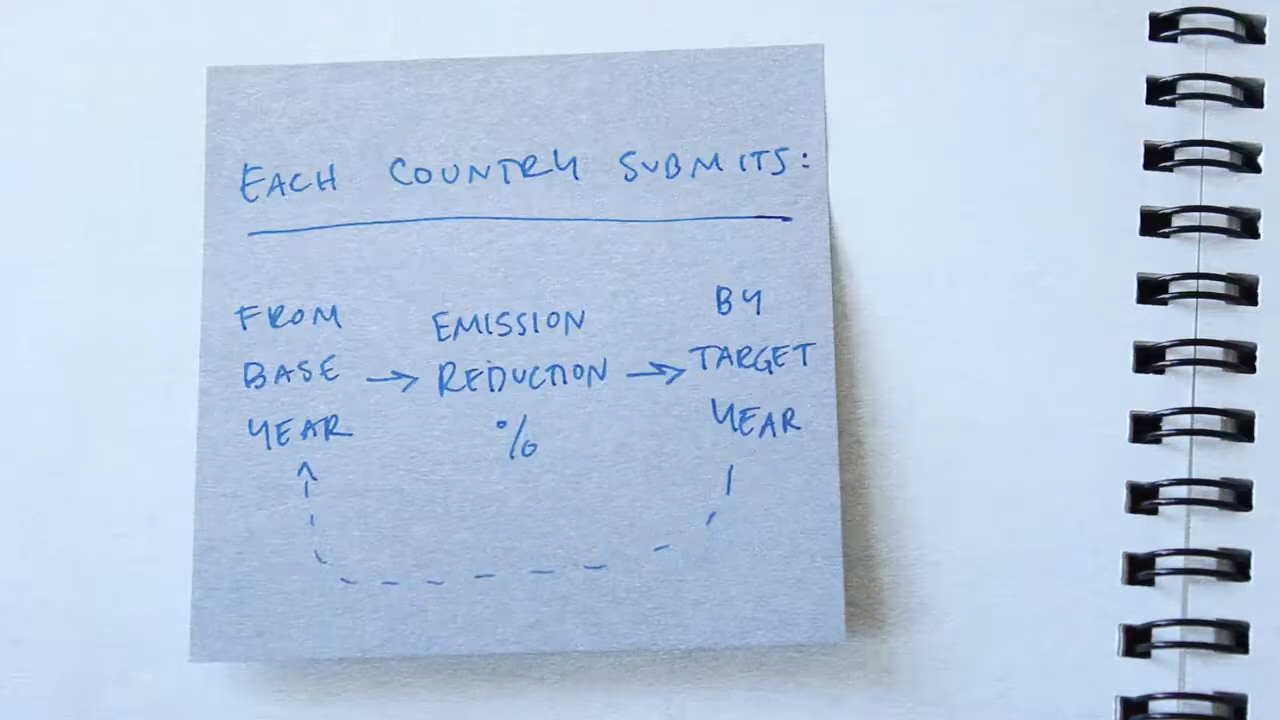 EACH COUNTRY SUBMITS:
FROM
BASE
YEAR
→
EMISSION
REDUCTION
%
→
BY
TARGET
YEAR